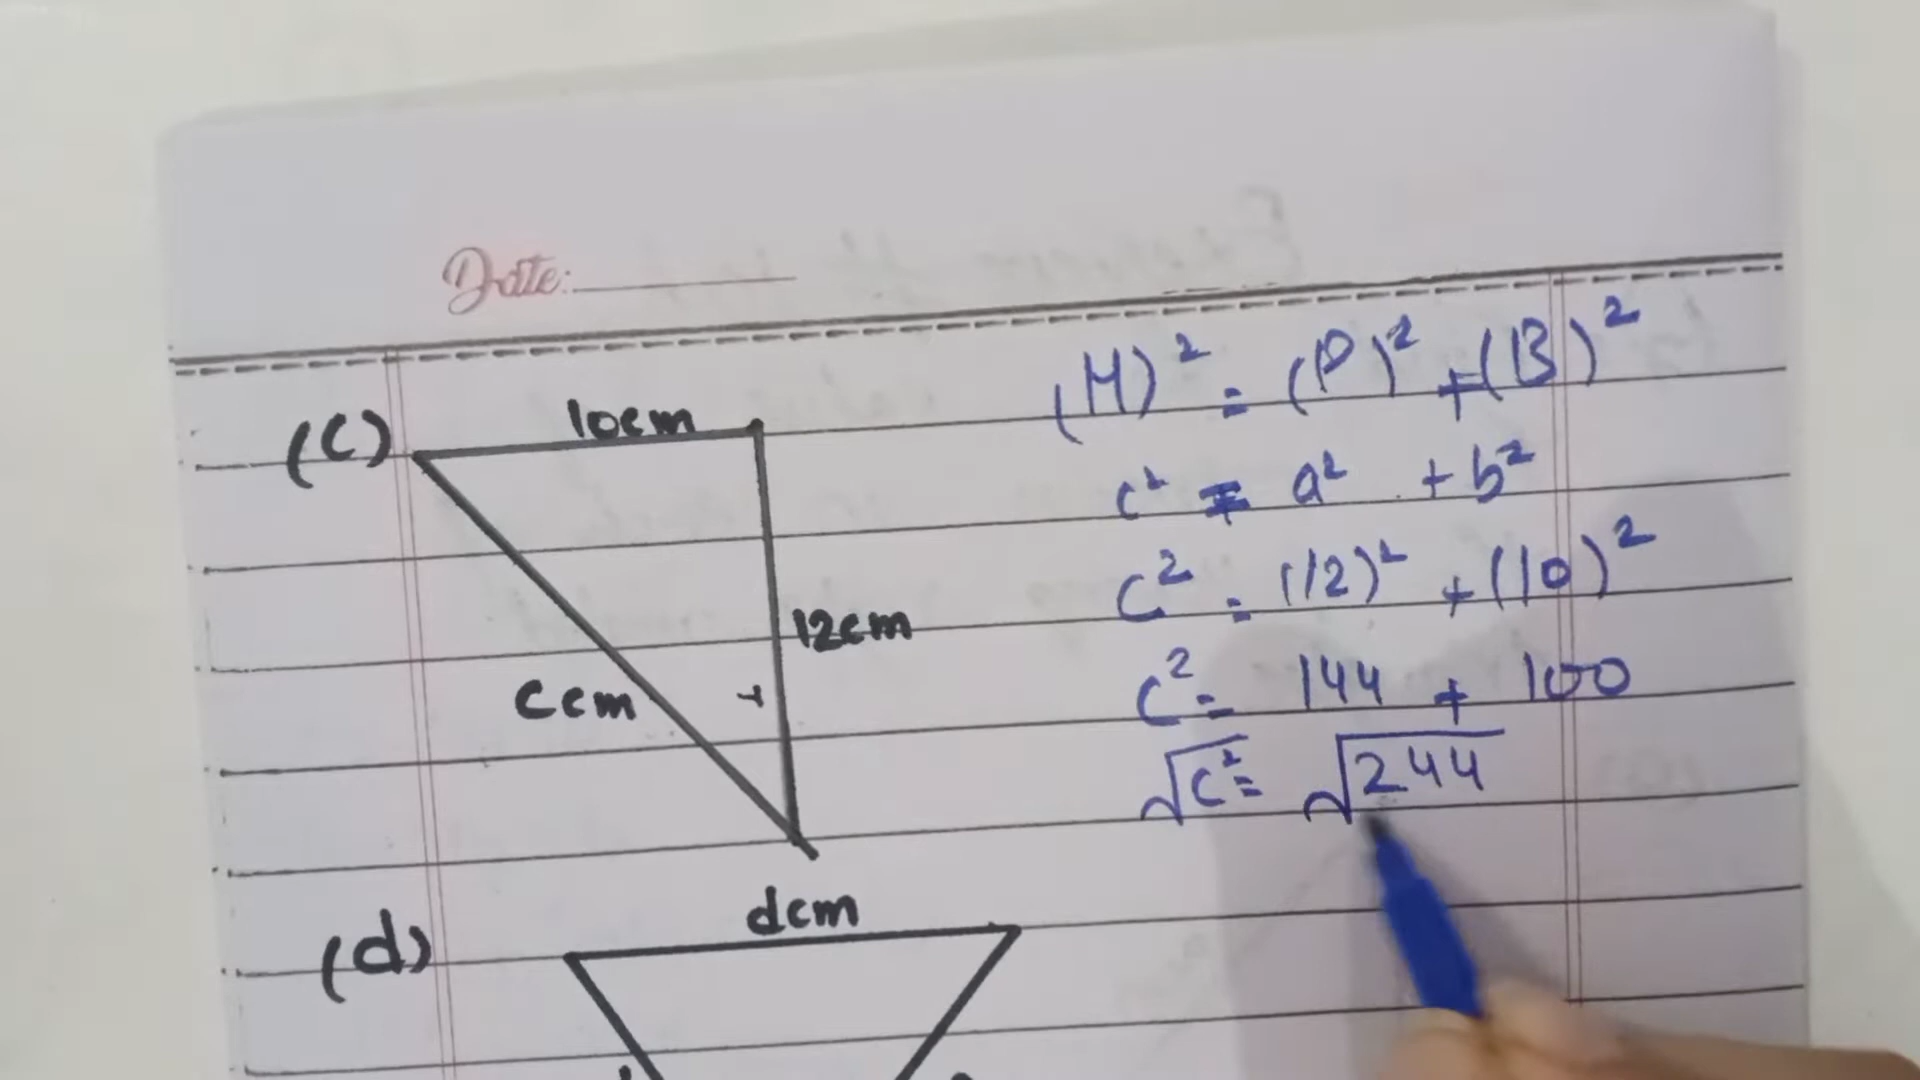 Date:
(C)
10cm
12cm
Ccm
(H)² = (P)² + (B)²
c² = a² + b²
C² = (12)² + (10)²
C² = 144 + 100
√C² = √244
(d)
dcm